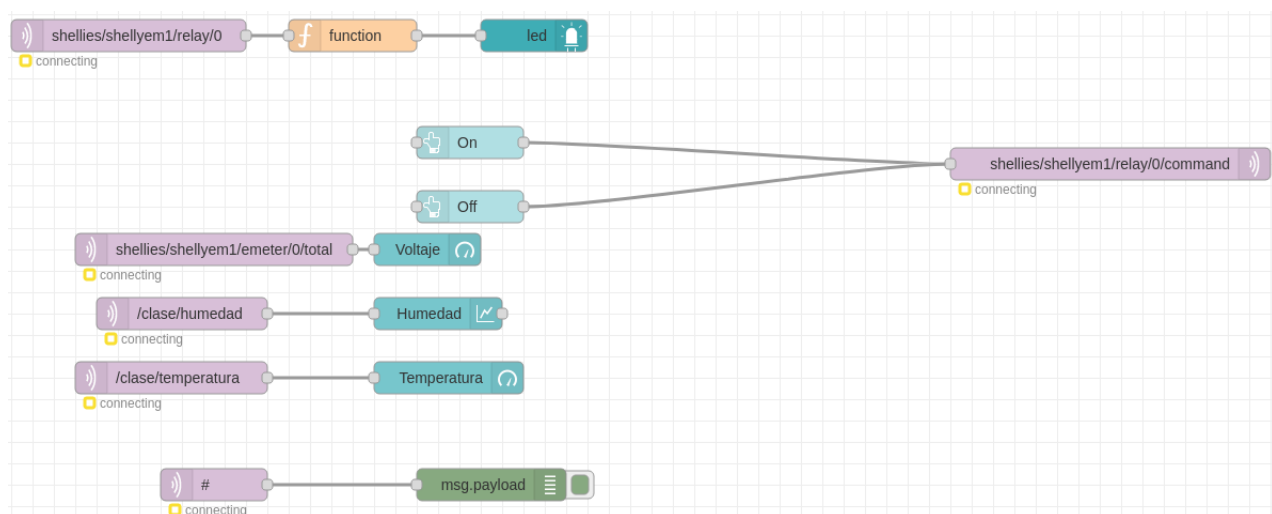 shellies/shellyem1/relay/0
function
led
connecting
On
shellies/shellyem1/relay/0/command
connecting
Off
shellies/shellyem1/emeter/0/total
Voltaje
connecting
/clase/humedad
Humedad
connecting
/clase/temperatura
Temperatura
connecting
#
msg.payload
connecting